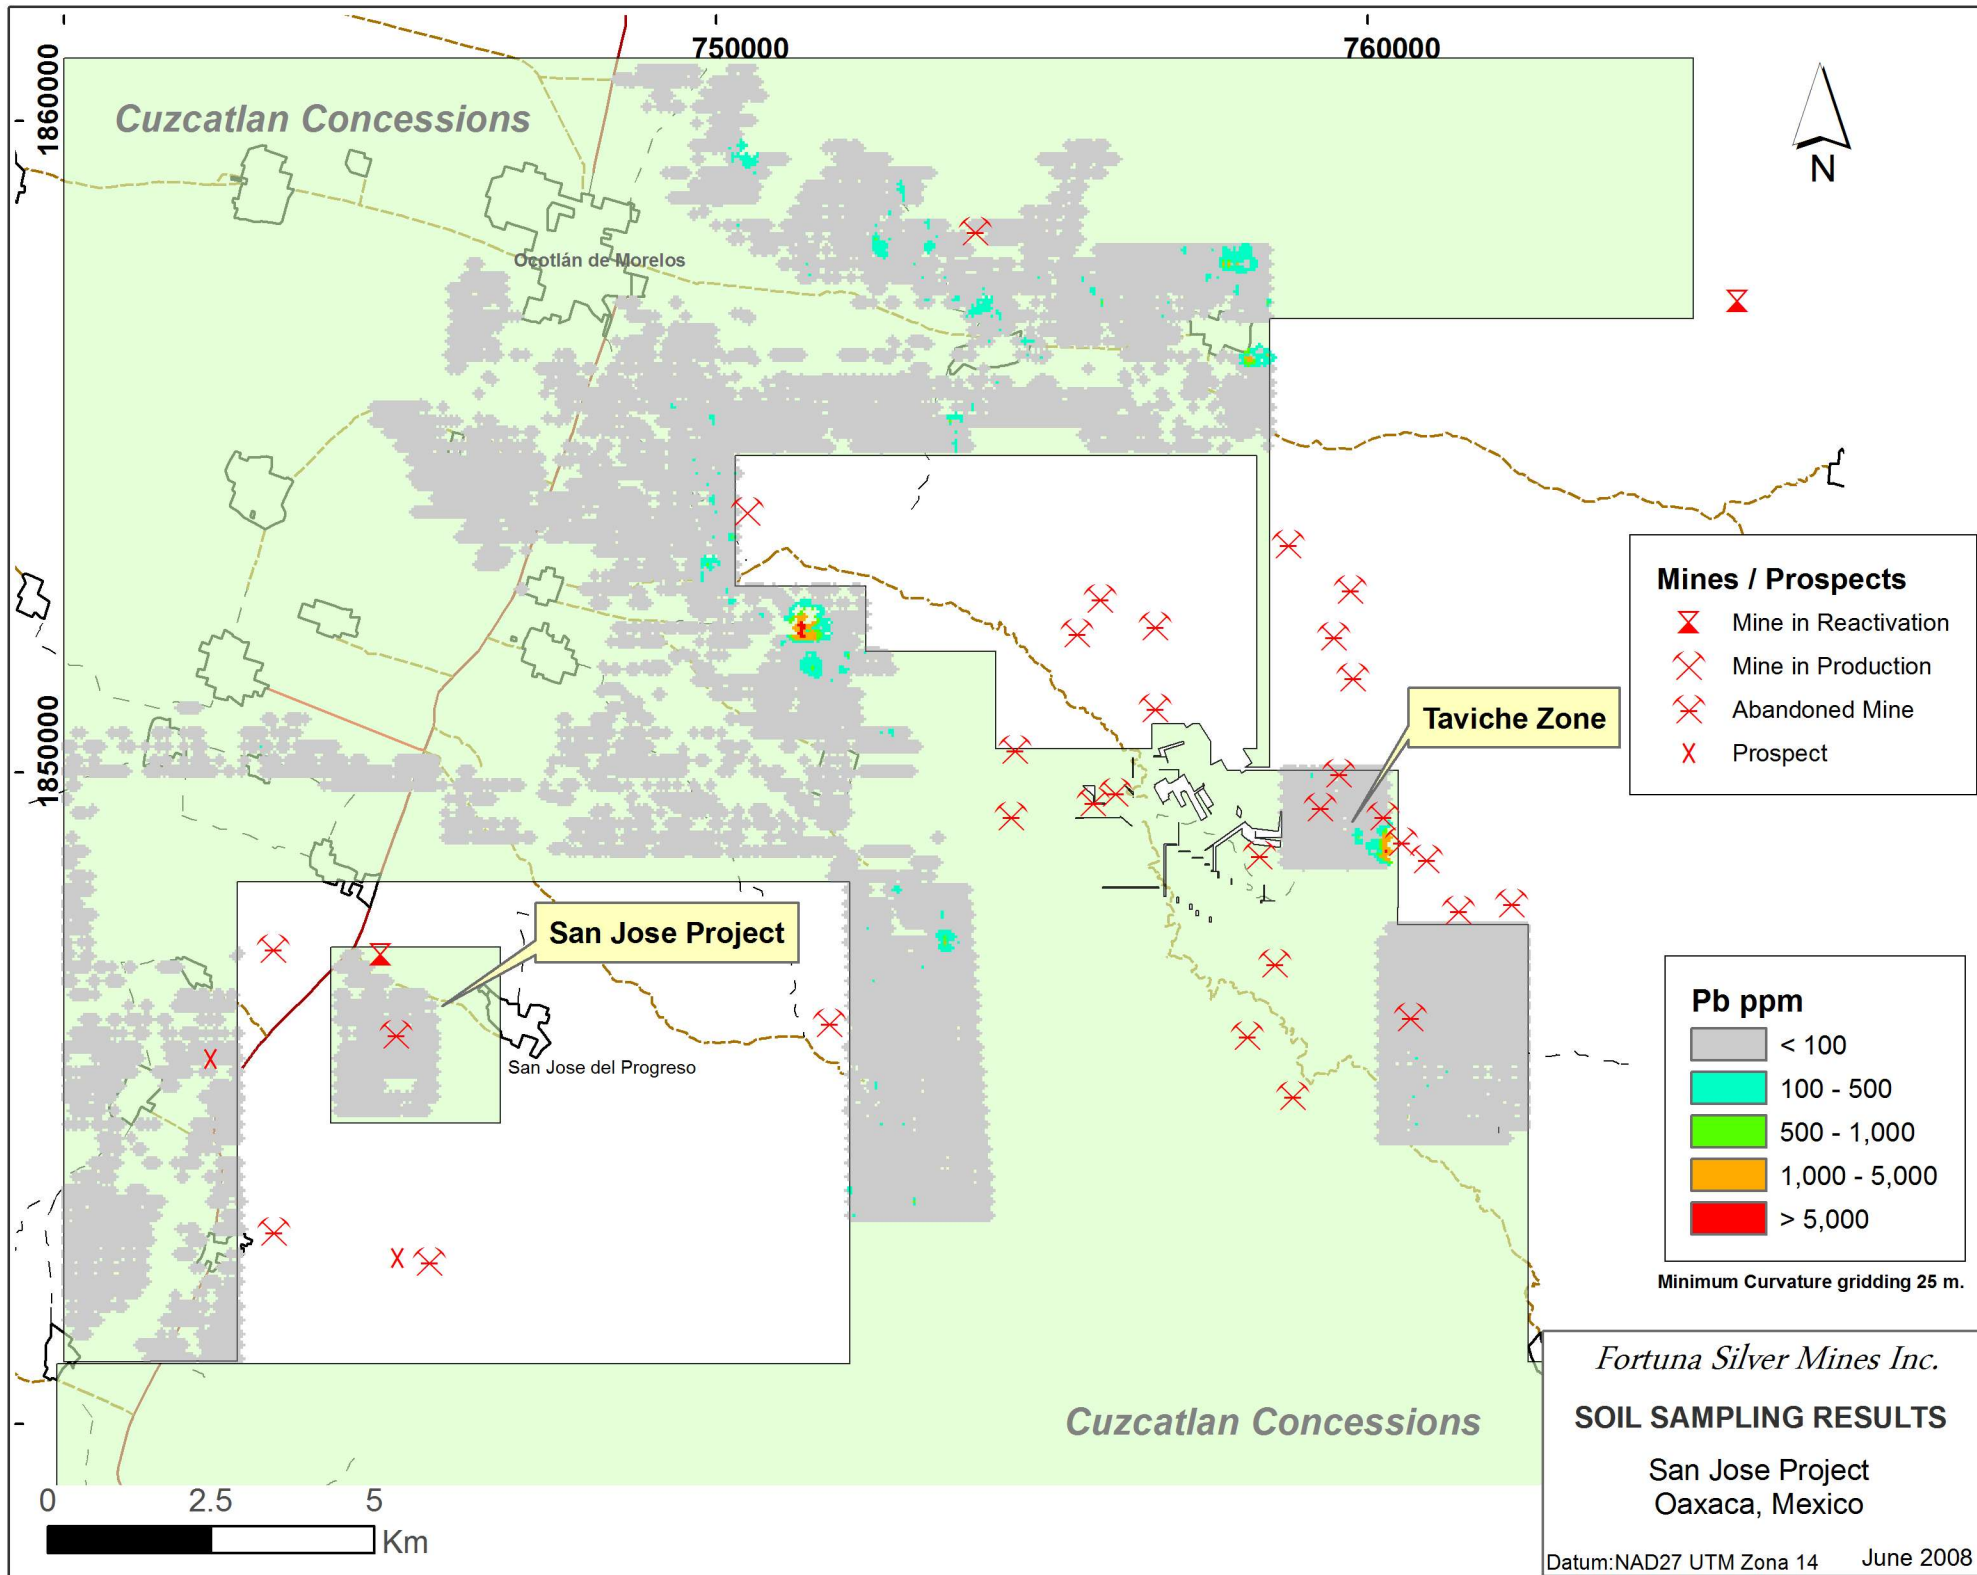 750000
760000
1860000
Cuzcatlan Concessions
N
Ocotlán de Morelos
Mines / Prospects
Mine in Reactivation
Mine in Production
Abandoned Mine
Prospect
Taviche Zone
1850000
San Jose Project
San Jose del Progreso
Pb ppm
< 100
100 - 500
500 - 1,000
1,000 - 5,000
> 5,000
Minimum Curvature gridding 25 m.
Cuzcatlan Concessions
0 2.5 5
Km
Fortuna Silver Mines Inc.
SOIL SAMPLING RESULTS
San Jose Project
Oaxaca, Mexico
Datum:NAD27 UTM Zona 14 June 2008